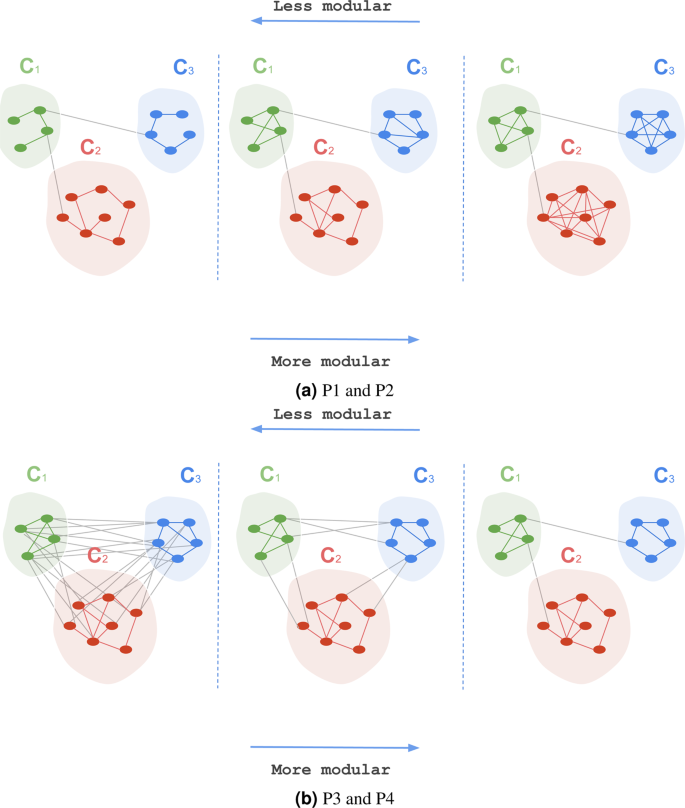 Less modular
C1 C3 C1 C3 C1 C3
C2 C2 C2
More modular
(a) P1 and P2
Less modular
C1 C3 C1 C3 C1 C3
C2 C2 C2
More modular
(b) P3 and P4